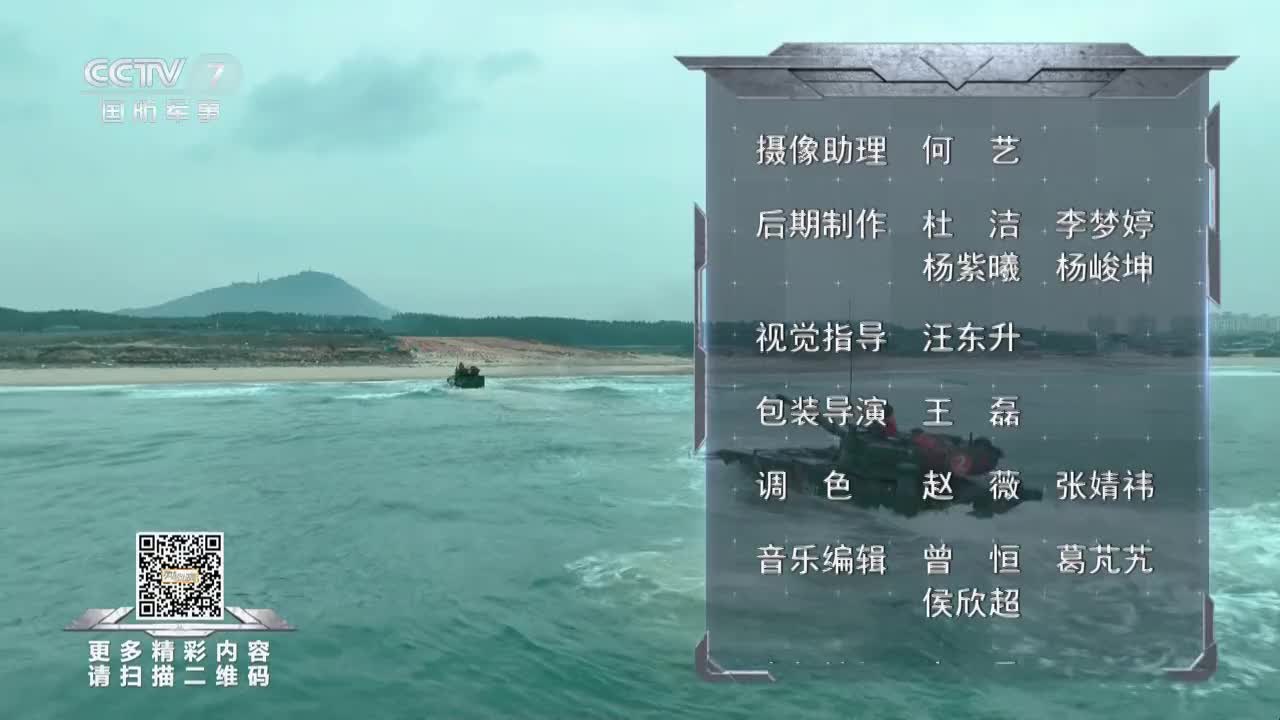 CCTV 7
国防军事
摄像助理 何 艺
后期制作 杜 洁 李梦婷
杨紫曦 杨峻坤
视觉指导 汪东升
包装导演 王 磊
调 色 赵 薇 张婧祎
音乐编辑 曾 恒 葛芃艽
侯欣超
2
更多精彩内容
请扫描二维码